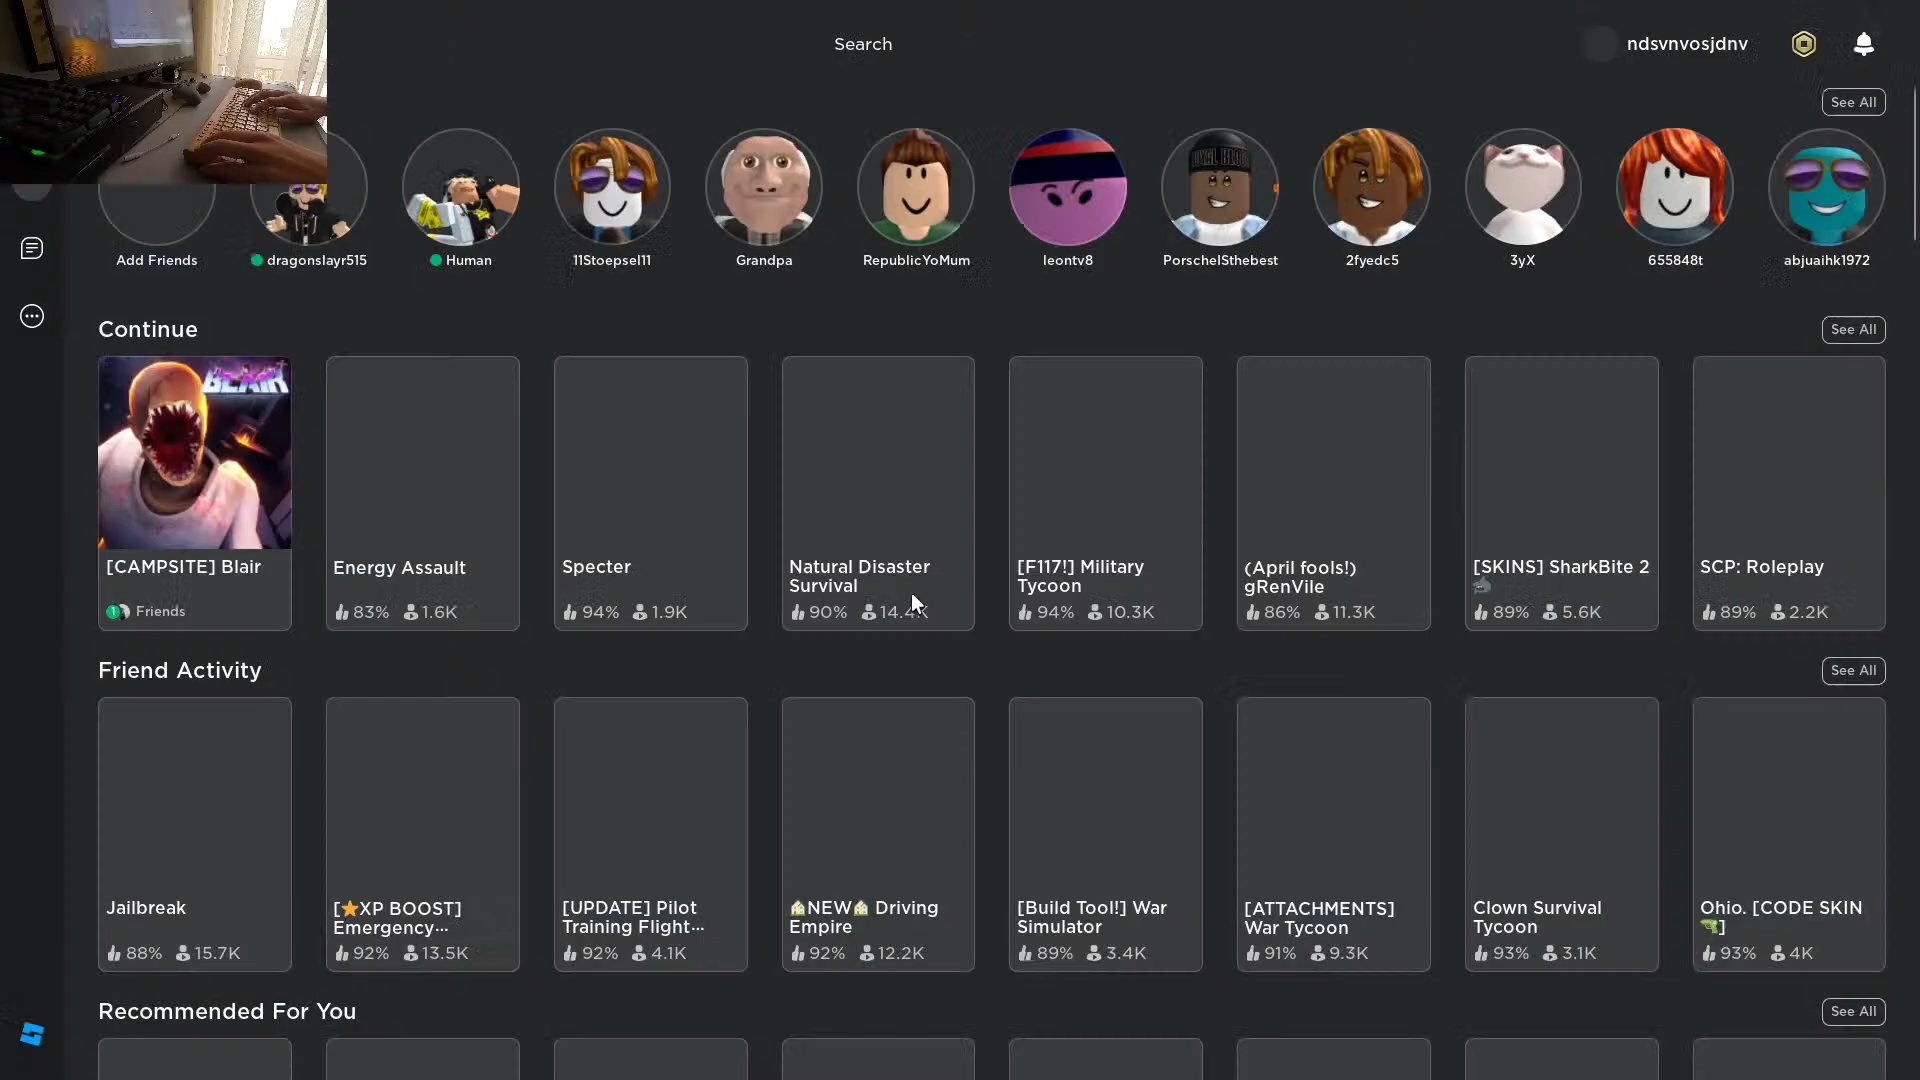 Search
ndsvnvosjdnv
See All
Add Friends
dragonslayr515
Human
11Stoepsel11
Grandpa
RepublicYoMum
leontv8
PorscheISthebest
2fyedc5
3yX
655848t
abjuaihk1972
Continue
See All
BLAIR
[CAMPSITE] Blair
1 Friends
Energy Assault
83% 1.6K
Specter
94% 1.9K
Natural Disaster
Survival
90% 14.4K
[F117!] Military
Tycoon
94% 10.3K
(April fools!)
gRenVile
86% 11.3K
[SKINS] SharkBite 2
🦈
89% 5.6K
SCP: Roleplay
89% 2.2K
Friend Activity
See All
Jailbreak
88% 15.7K
[⭐XP BOOST]
Emergency...
92% 13.5K
[UPDATE] Pilot
Training Flight...
92% 4.1K
🏠NEW🏠 Driving
Empire
92% 12.2K
[Build Tool!] War
Simulator
89% 3.4K
[ATTACHMENTS]
War Tycoon
91% 9.3K
Clown Survival
Tycoon
93% 3.1K
Ohio. [CODE SKIN
🔫]
93% 4K
Recommended For You
See All